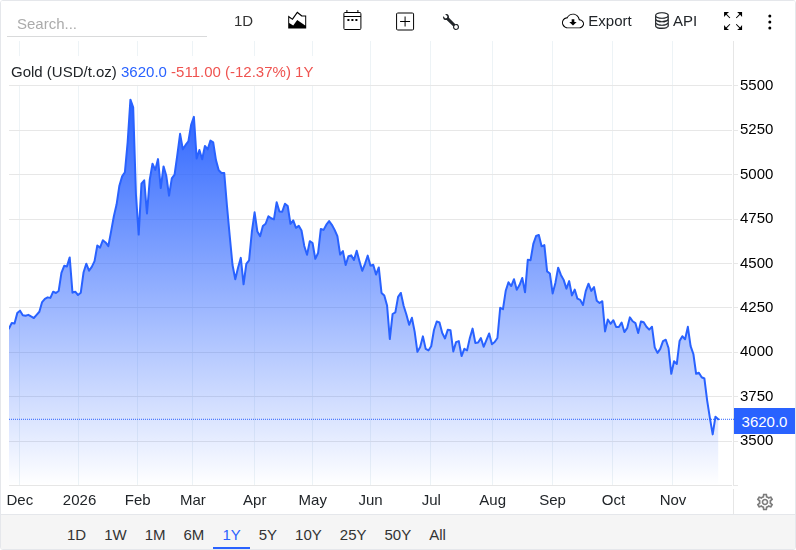 Search... 1D Export API
Gold (USD/t.oz) 3620.0 -511.00 (-12.37%) 1Y
5500
5250
5000
4750
4500
4250
4000
3750
3620.0
3500
Dec 2026 Feb Mar Apr May Jun Jul Aug Sep Oct Nov
1D 1W 1M 6M 1Y 5Y 10Y 25Y 50Y All